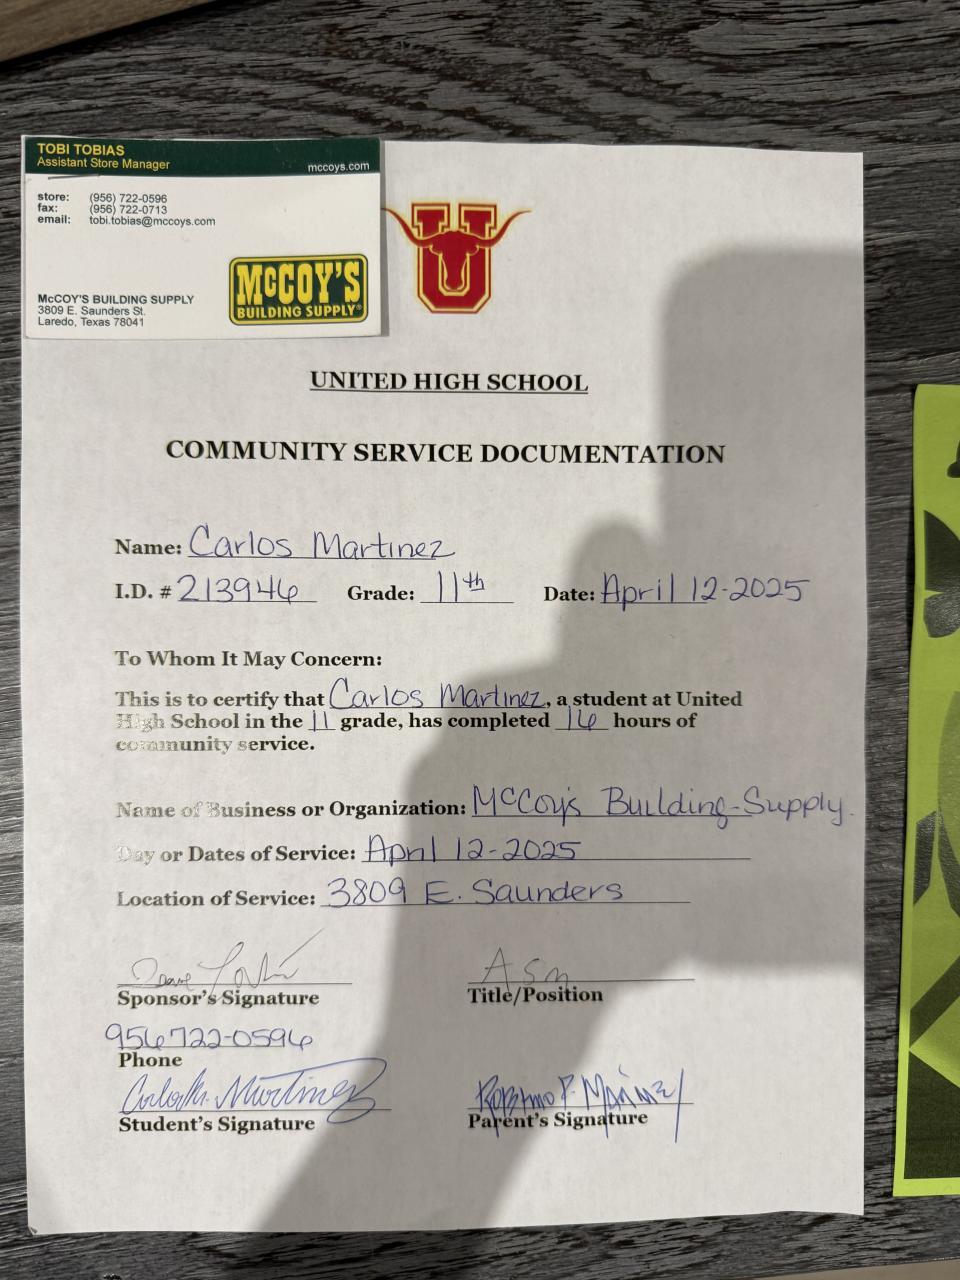 TOBI TOBIAS
Assistant Store Manager
mccoys.com
store: (956) 722-0596
fax: (956) 722-0713
email: tobi.tobias@mccoys.com
McCOY'S BUILDING SUPPLY
3809 E. Saunders St.
Laredo, Texas 78041
McCOY'S
BUILDING SUPPLY®
U
UNITED HIGH SCHOOL
COMMUNITY SERVICE DOCUMENTATION
Name: Carlos Martinez
I.D. # 213946 Grade: 11th Date: April 12-2025
To Whom It May Concern:
This is to certify that Carlos Martinez, a student at United
High School in the 11 grade, has completed 16 hours of
community service.
Name of Business or Organization: McCoy's Building-Supply.
Day or Dates of Service: April 12-2025
Location of Service: 3809 E. Saunders
ASM
Sponsor's Signature Title/Position
956722-0596
Phone
Martinez
Student's Signature Parent's Signature